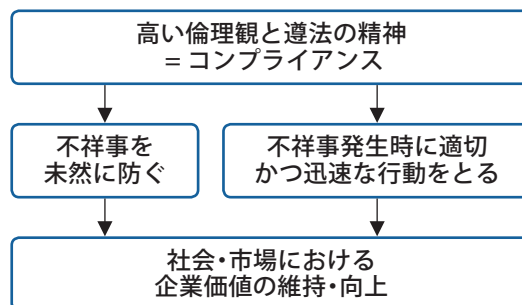 高い倫理観と遵法の精神
= コンプライアンス
不祥事を
未然に防ぐ
不祥事発生時に適切
かつ迅速な行動をとる
社会・市場における
企業価値の維持・向上